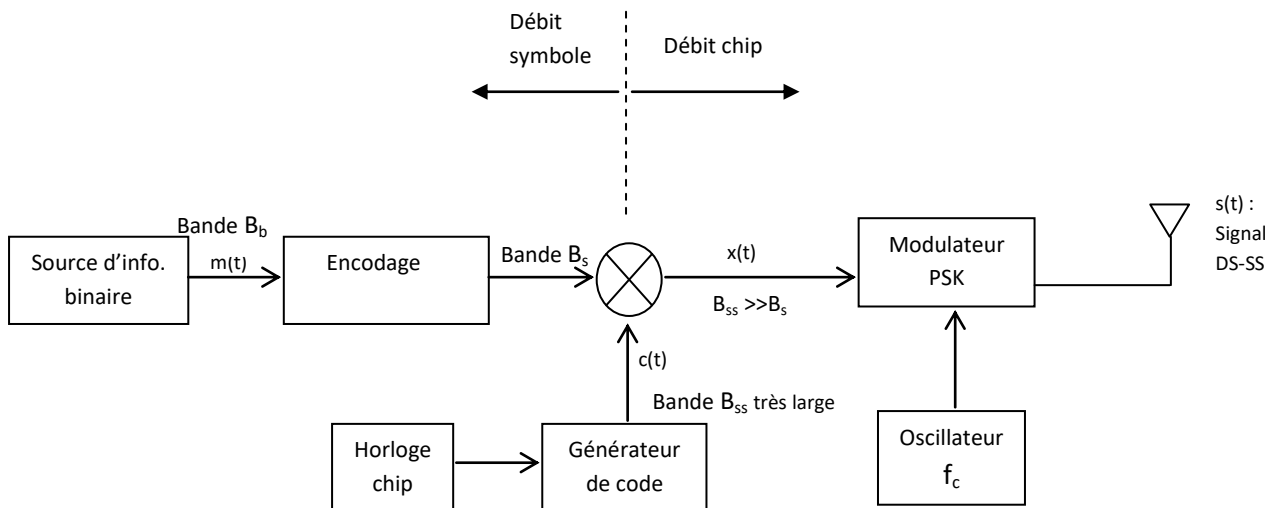 Débit
symbole
Débit chip
Bande B_b
Source d'info.
binaire
m(t)
Encodage
Bande B_s
x(t)
B_ss >>B_s
Modulateur
PSK
s(t) :
Signal
DS-SS
c(t)
Bande B_ss très large
Horloge
chip
Générateur
de code
Oscillateur
f_c